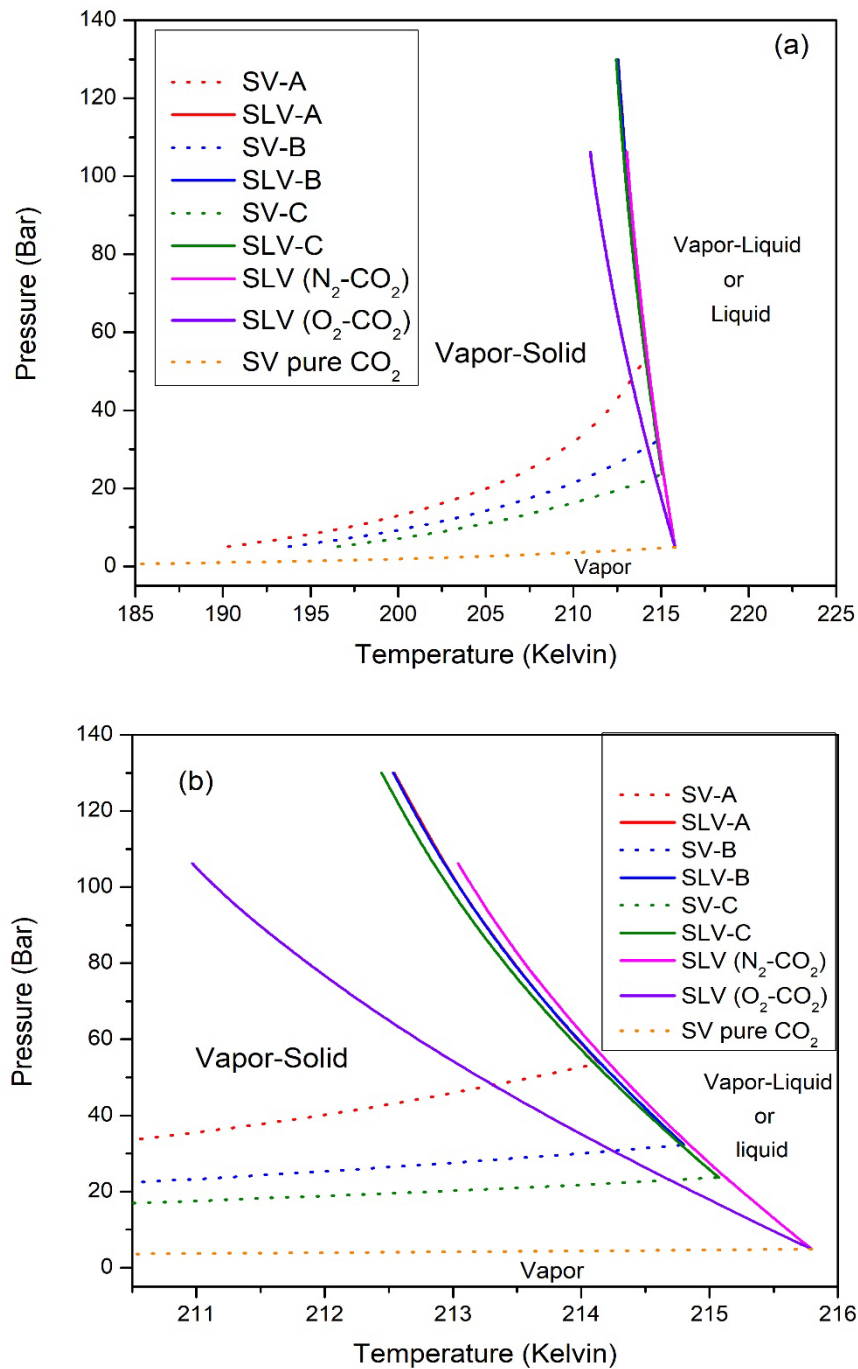 (a)
140
120
100
80
60
40
20
0
Pressure (Bar)
SV-A
SLV-A
SV-B
SLV-B
SV-C
SLV-C
SLV (N₂-CO₂)
SLV (O₂-CO₂)
SV pure CO₂
Vapor-Liquid
or
Liquid
Vapor-Solid
Vapor
185 190 195 200 205 210 215 220 225
Temperature (Kelvin)
(b)
140
120
100
80
60
40
20
0
Pressure (Bar)
SV-A
SLV-A
SV-B
SLV-B
SV-C
SLV-C
SLV (N₂-CO₂)
SLV (O₂-CO₂)
SV pure CO₂
Vapor-Solid
Vapor-Liquid
or
liquid
Vapor
211 212 213 214 215 216
Temperature (Kelvin)